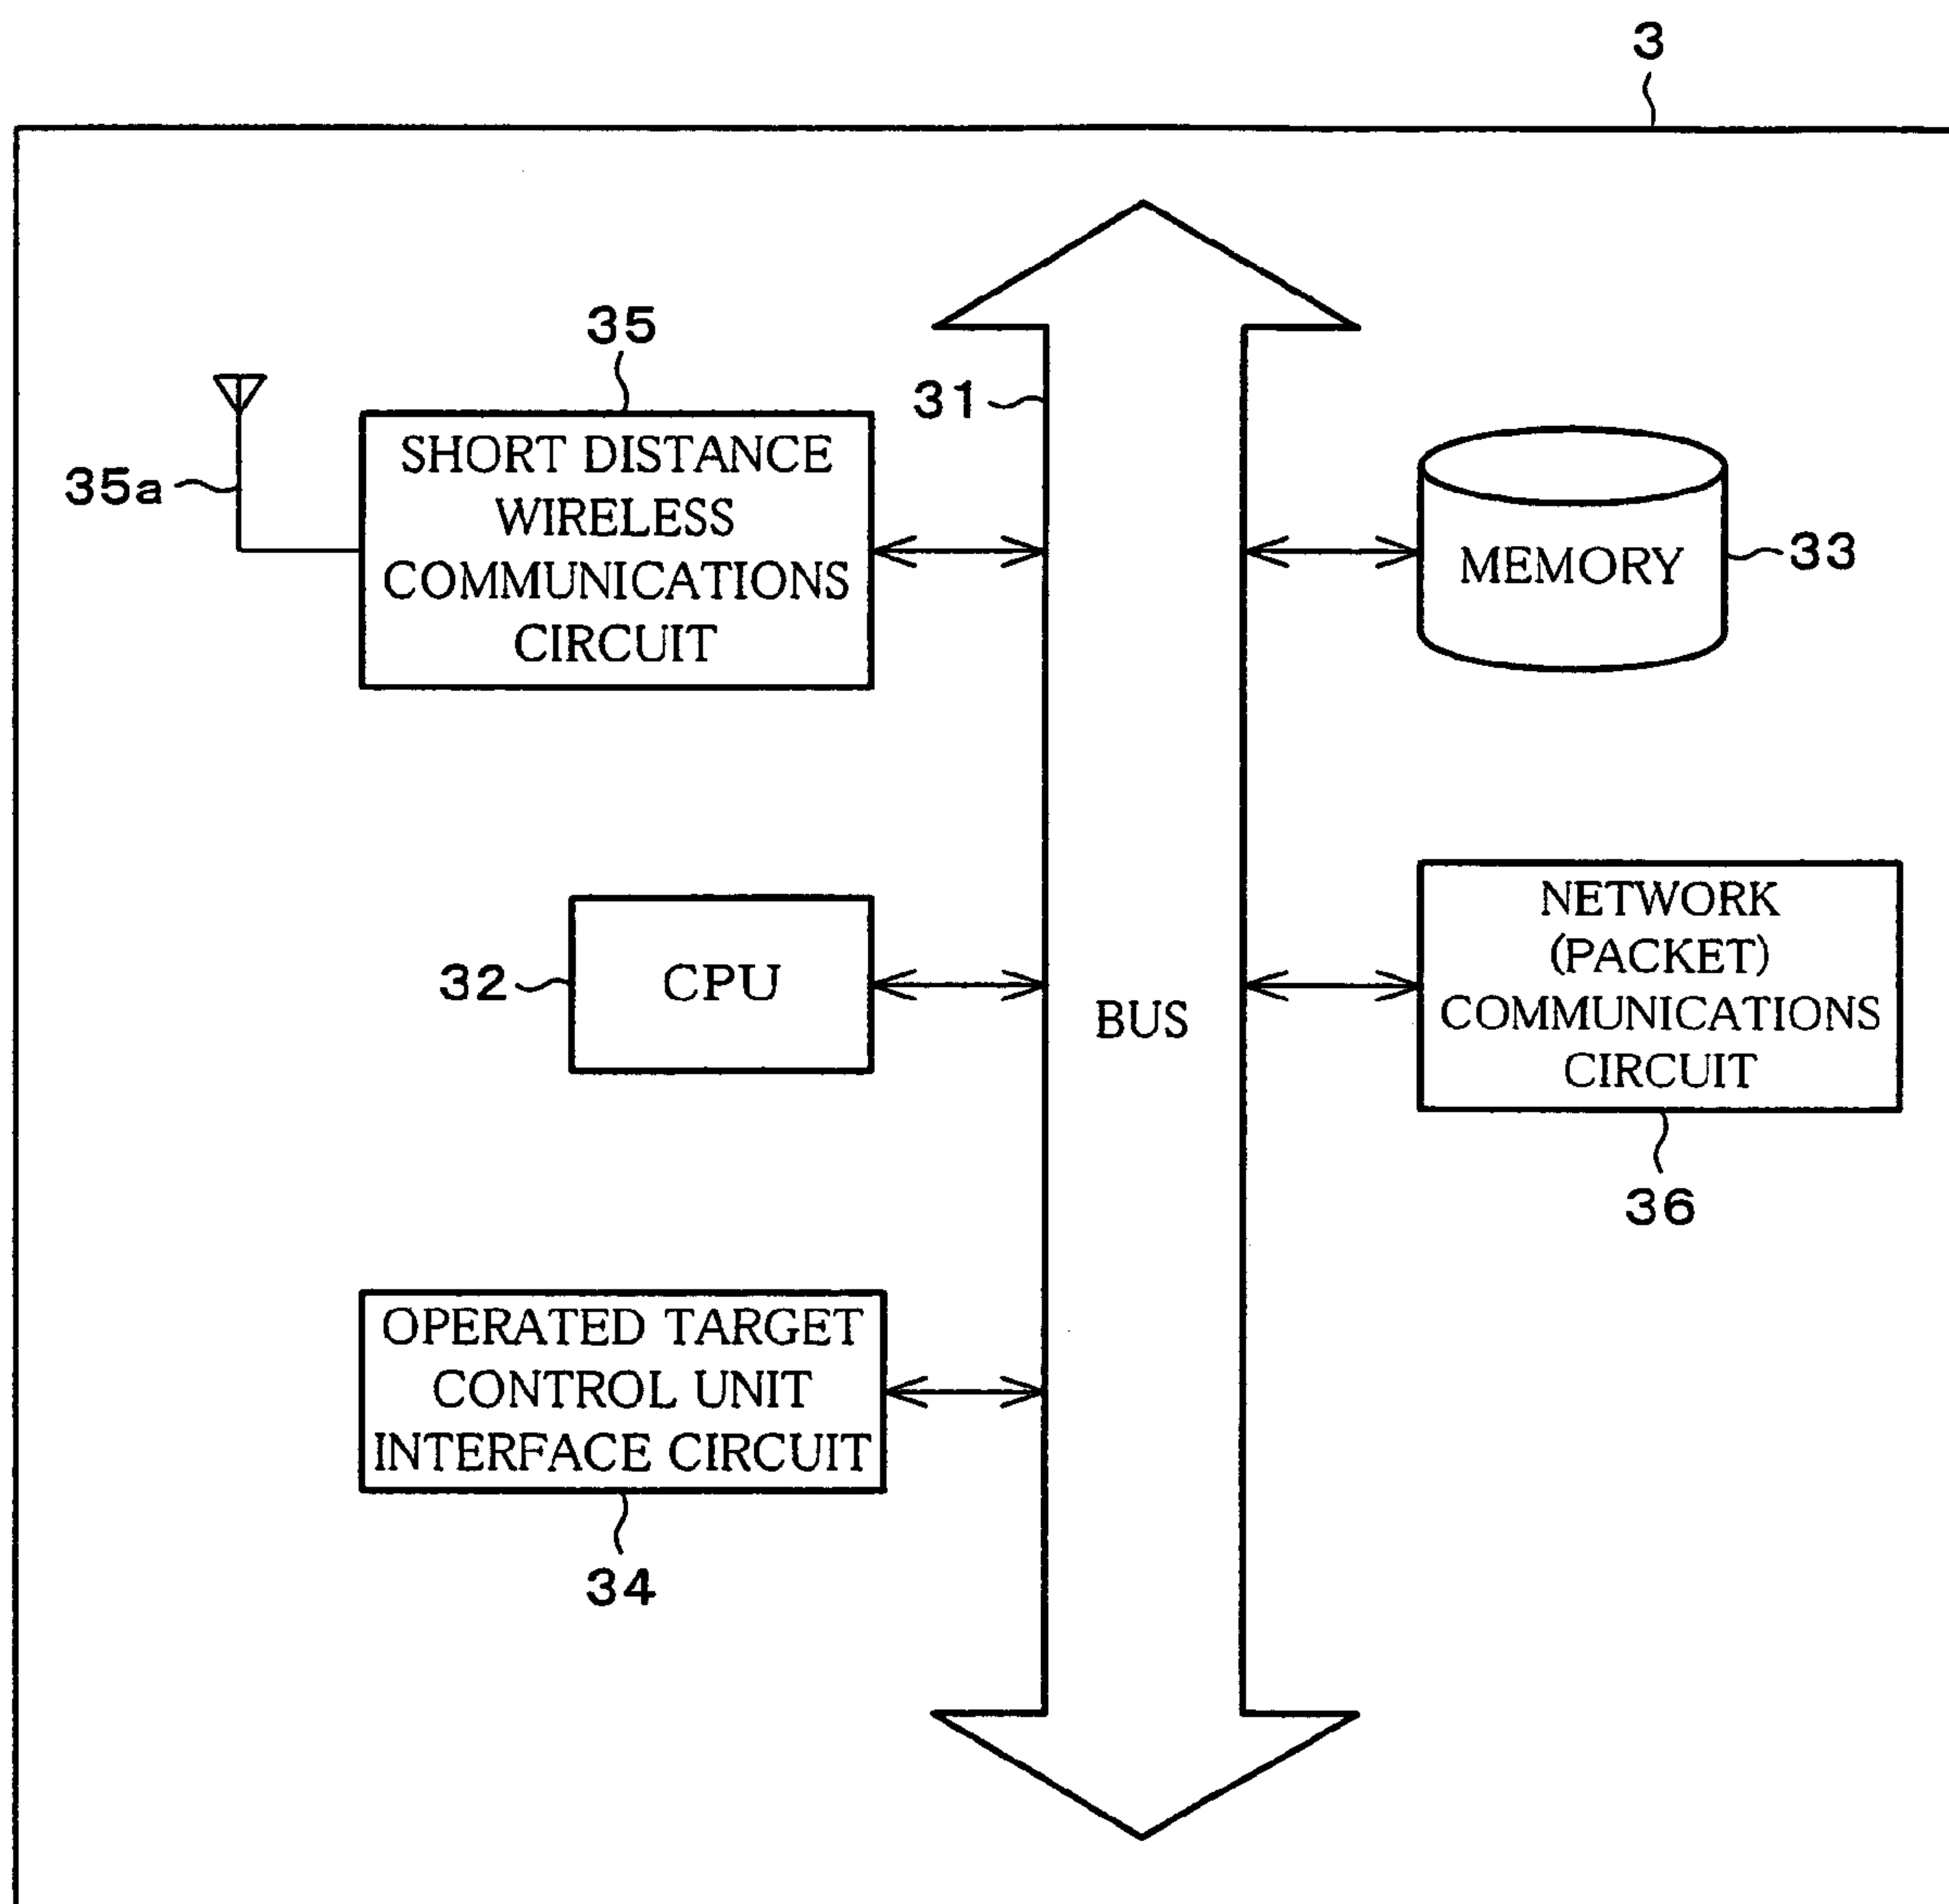 3
35
31
35a
SHORT DISTANCE
WIRELESS
COMMUNICATIONS
CIRCUIT
MEMORY
33
32
CPU
BUS
NETWORK
(PACKET)
COMMUNICATIONS
CIRCUIT
36
OPERATED TARGET
CONTROL UNIT
INTERFACE CIRCUIT
34